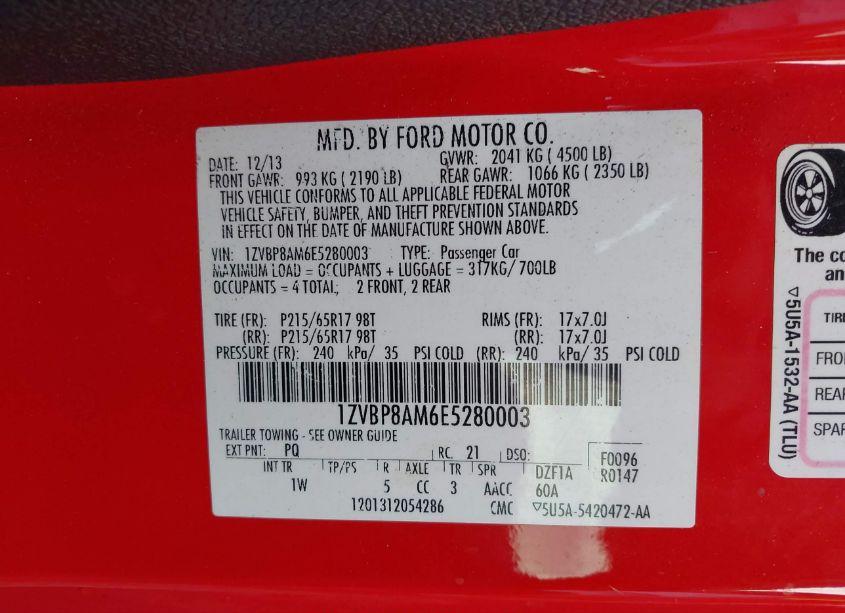 MFD. BY FORD MOTOR CO.
DATE: 12/13 GVWR: 2041 KG ( 4500 LB)
FRONT GAWR: 993 KG ( 2190 LB) REAR GAWR: 1066 KG ( 2350 LB)
THIS VEHICLE CONFORMS TO ALL APPLICABLE FEDERAL MOTOR
VEHICLE SAFETY, BUMPER, AND THEFT PREVENTION STANDARDS
IN EFFECT ON THE DATE OF MANUFACTURE SHOWN ABOVE.
VIN: 1ZVBP8AM6E5280003 TYPE: Passenger Car
MAXIMUM LOAD = OCCUPANTS + LUGGAGE = 317KG/ 700LB
OCCUPANTS = 4 TOTAL; 2 FRONT, 2 REAR
TIRE (FR): P215/65R17 98T RIMS (FR): 17x7.0J
(RR): P215/65R17 98T (RR): 17x7.0J
PRESSURE (FR): 240 kPa/ 35 PSI COLD (RR): 240 kPa/ 35 PSI COLD
1ZVBP8AM6E5280003
TRAILER TOWING - SEE OWNER GUIDE
EXT PNT: PQ RC: 21 DSO: F0096
INT TR TP/PS R AXLE TR SPR DZF1A R0147
1W 5 CC 3 AACC 60A
1201312054286 CMC ▽5U5A-5420472-AA
The co
an
▽5U5A-1532-AA (TLU)
TIRE
FRON
REAR
SPAR